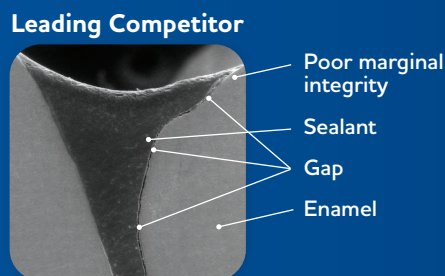 Leading Competitor
Poor marginal
integrity
Sealant
Gap
Enamel